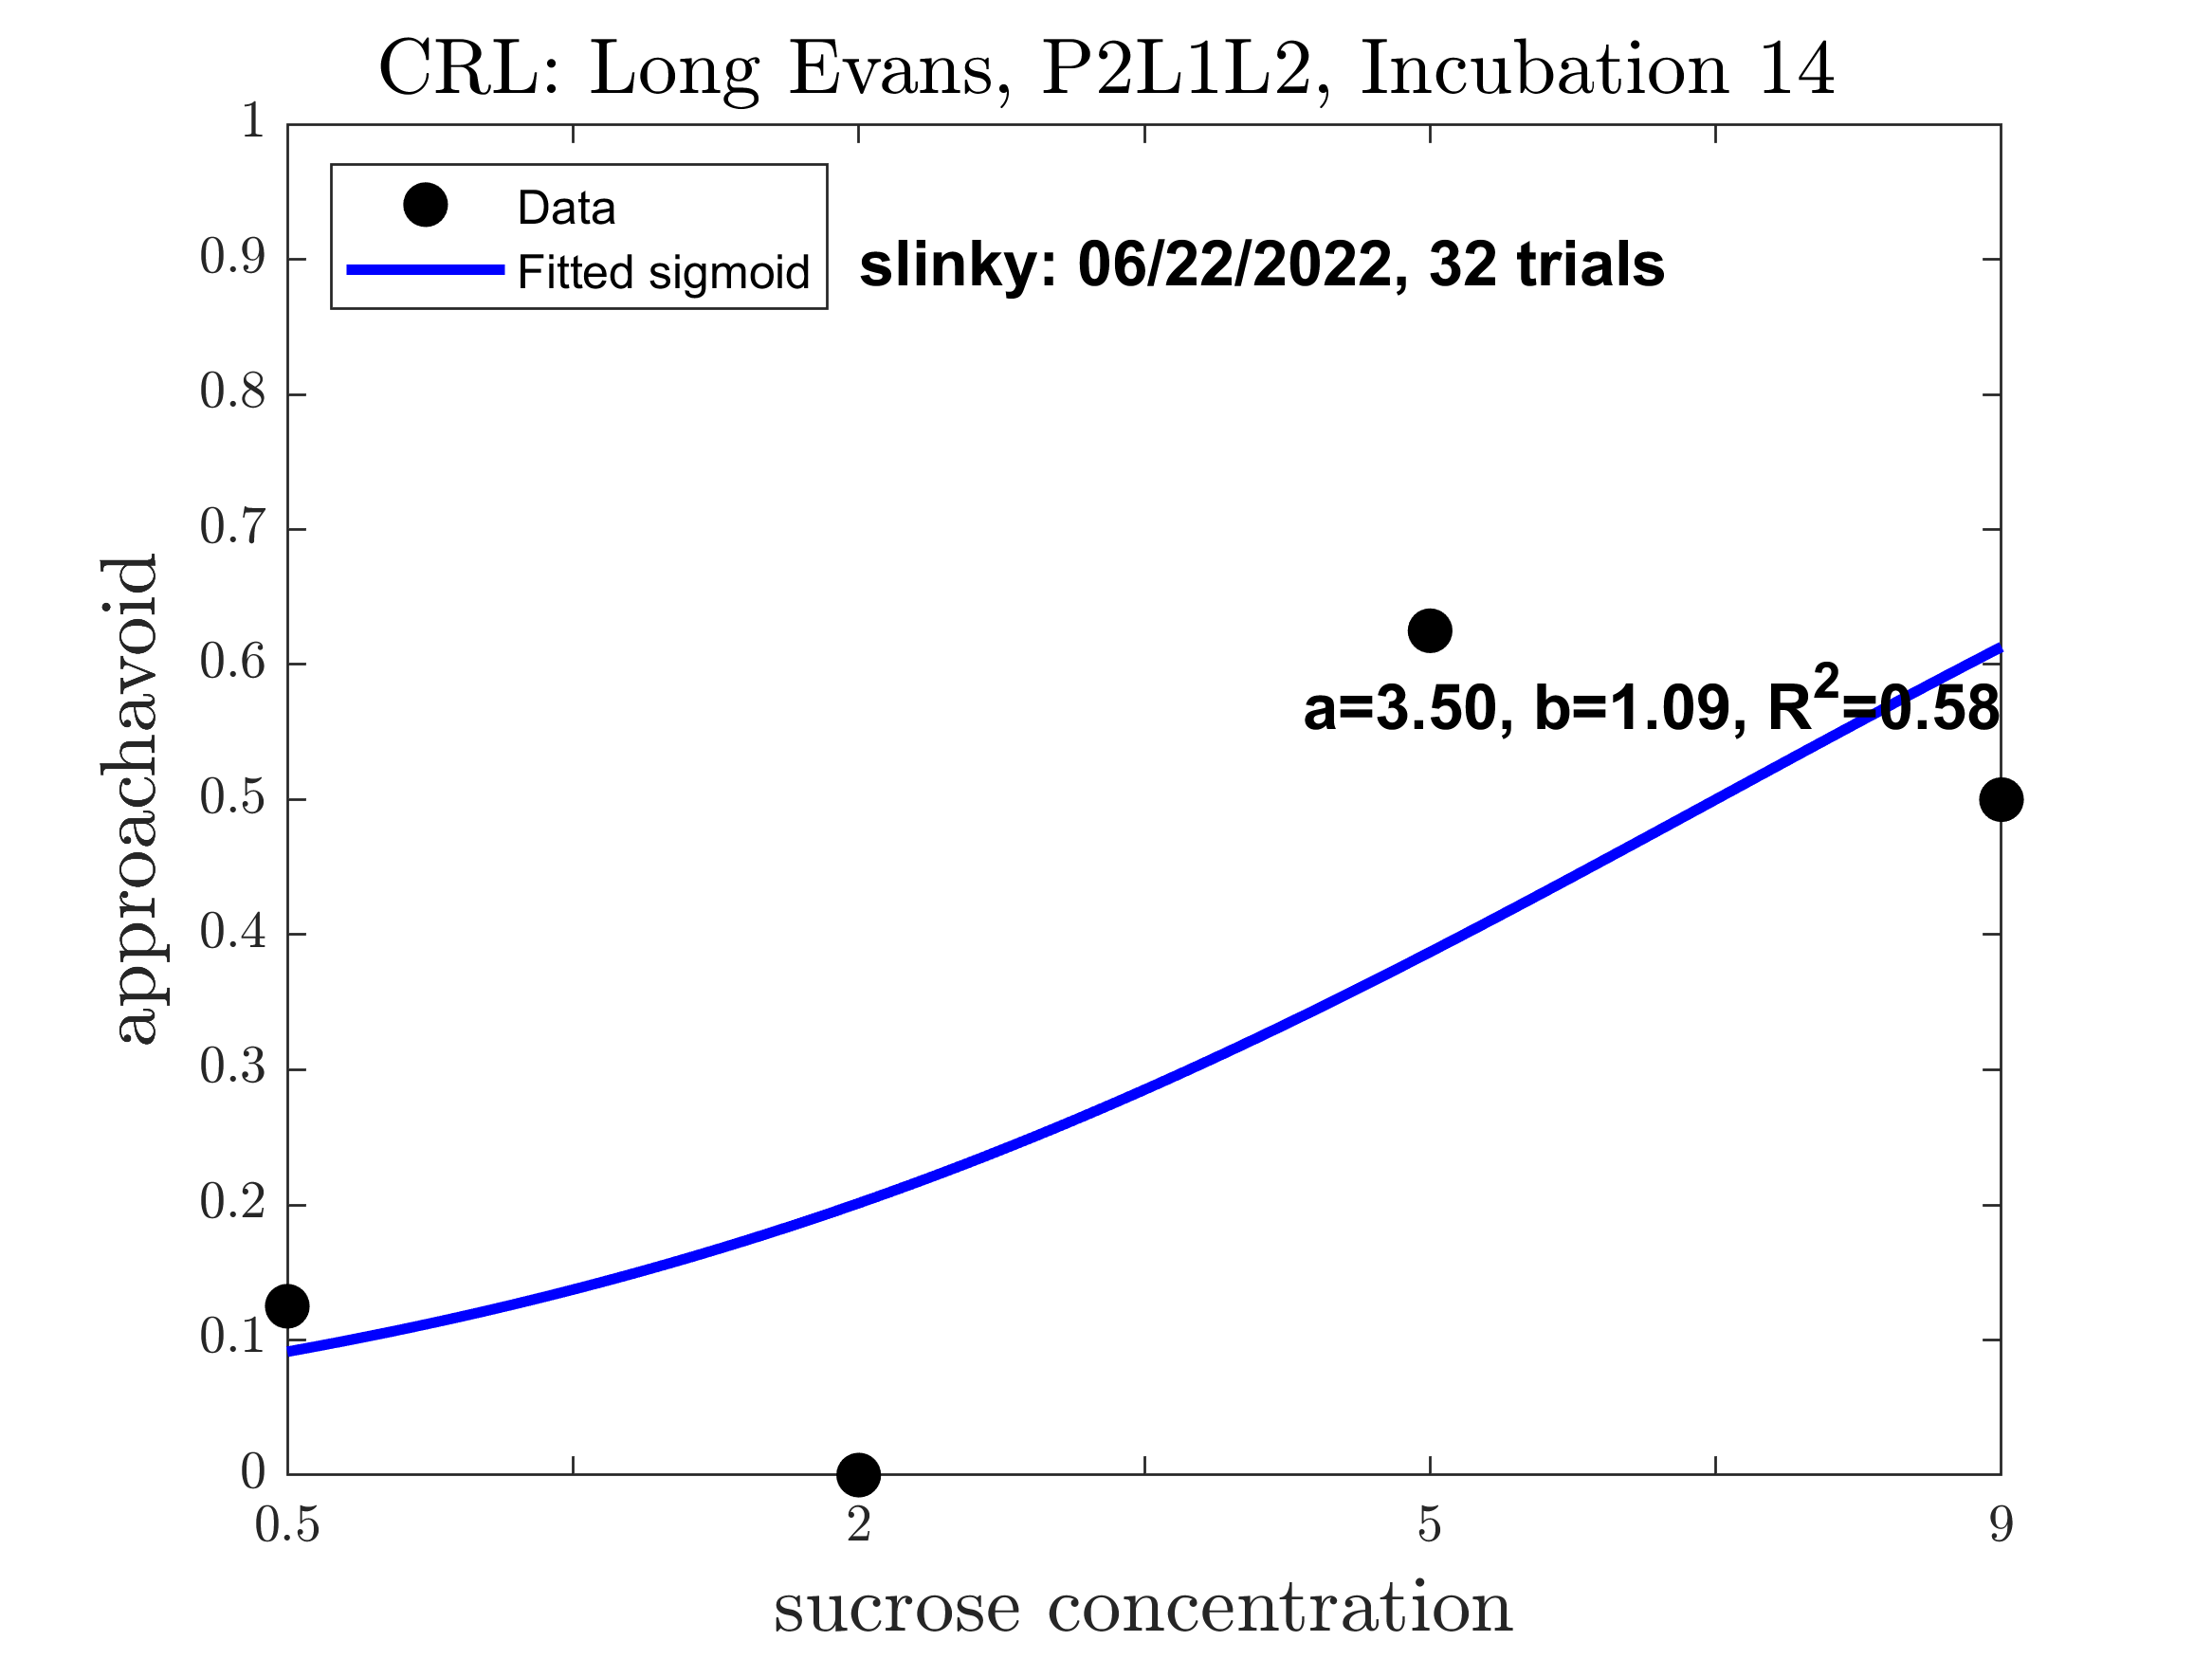 CRL: Long Evans, P2L1L2, Incubation 14
1
Data
Fitted sigmoid
slinky: 06/22/2022, 32 trials
0.9
0.8
0.7
0.6
a=3.50, b=1.09, R²=0.58
0.5
0.4
0.3
0.2
0.1
0
approachavoid
0.5 2 5 9
sucrose concentration